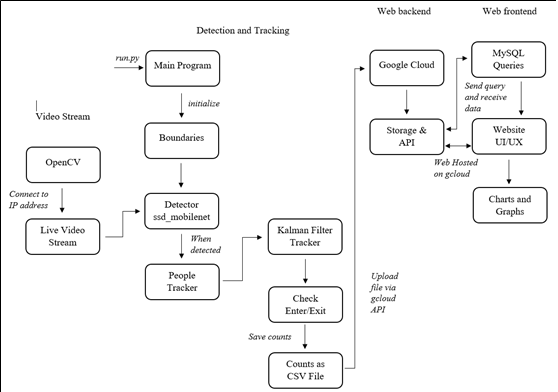 Web backend
Web frontend
Detection and Tracking
run.py
Main Program
Google Cloud
MySQL
Queries
initialize
Send query
and receive
data
Video Stream
Boundaries
Storage &
API
Website
UI/UX
OpenCV
Web Hosted
on gcloud
Connect to
IP address
Detector
ssd_mobilenet
Charts and
Graphs
Live Video
Stream
When
detected
Kalman Filter
Tracker
People
Tracker
Upload
file via
gcloud
API
Check
Enter/Exit
Save counts
Counts as
CSV File